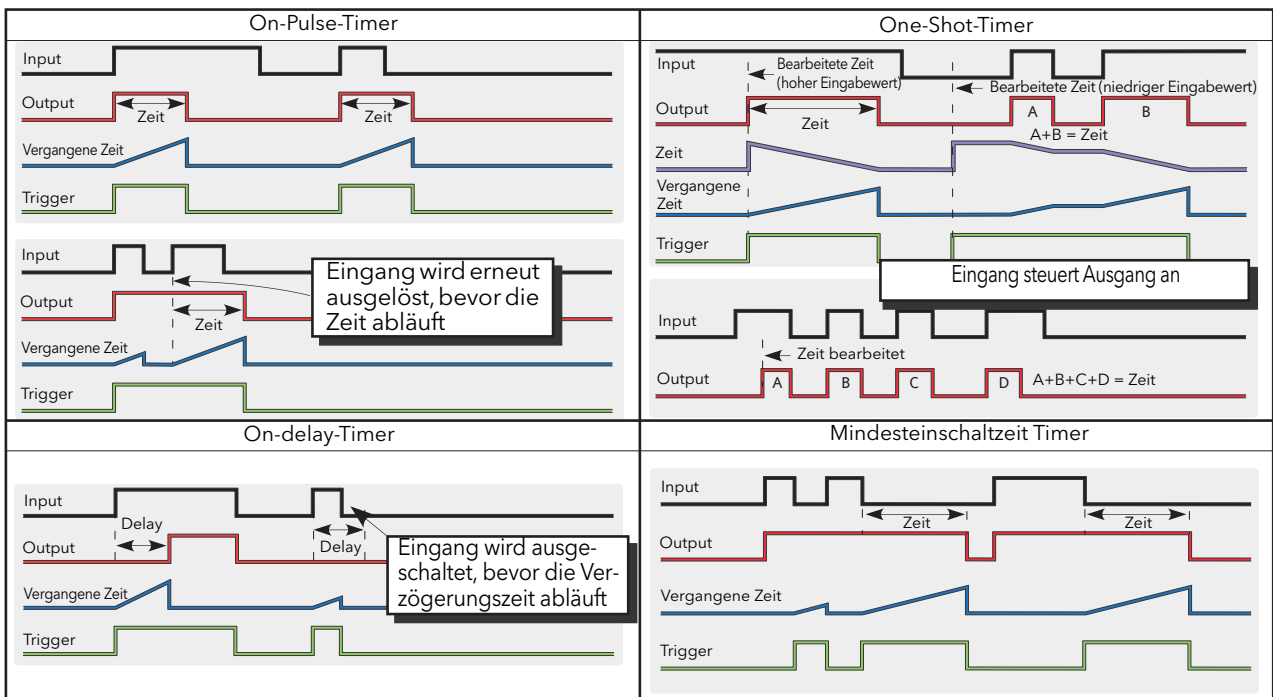 On-Pulse-Timer
Input
Output
Zeit
Zeit
Vergangene Zeit
Trigger
Input
Eingang wird erneut
ausgelöst, bevor die
Zeit abläuft
Output
Zeit
Vergangene Zeit
Trigger
One-Shot-Timer
Input
Bearbeitete Zeit
(hoher Eingabewert)
Bearbeitete Zeit (niedriger Eingabewert)
Output
Zeit
A
B
A+B = Zeit
Zeit
Vergangene
Zeit
Trigger
Eingang steuert Ausgang an
Input
Zeit bearbeitet
Output
A
B
C
D
A+B+C+D = Zeit
On-delay-Timer
Input
Delay
Output
Delay
Eingang wird ausge-
schaltet, bevor die Ver-
zögerungszeit abläuft
Vergangene Zeit
Trigger
Mindesteinschaltzeit Timer
Input
Zeit
Zeit
Output
Vergangene Zeit
Trigger